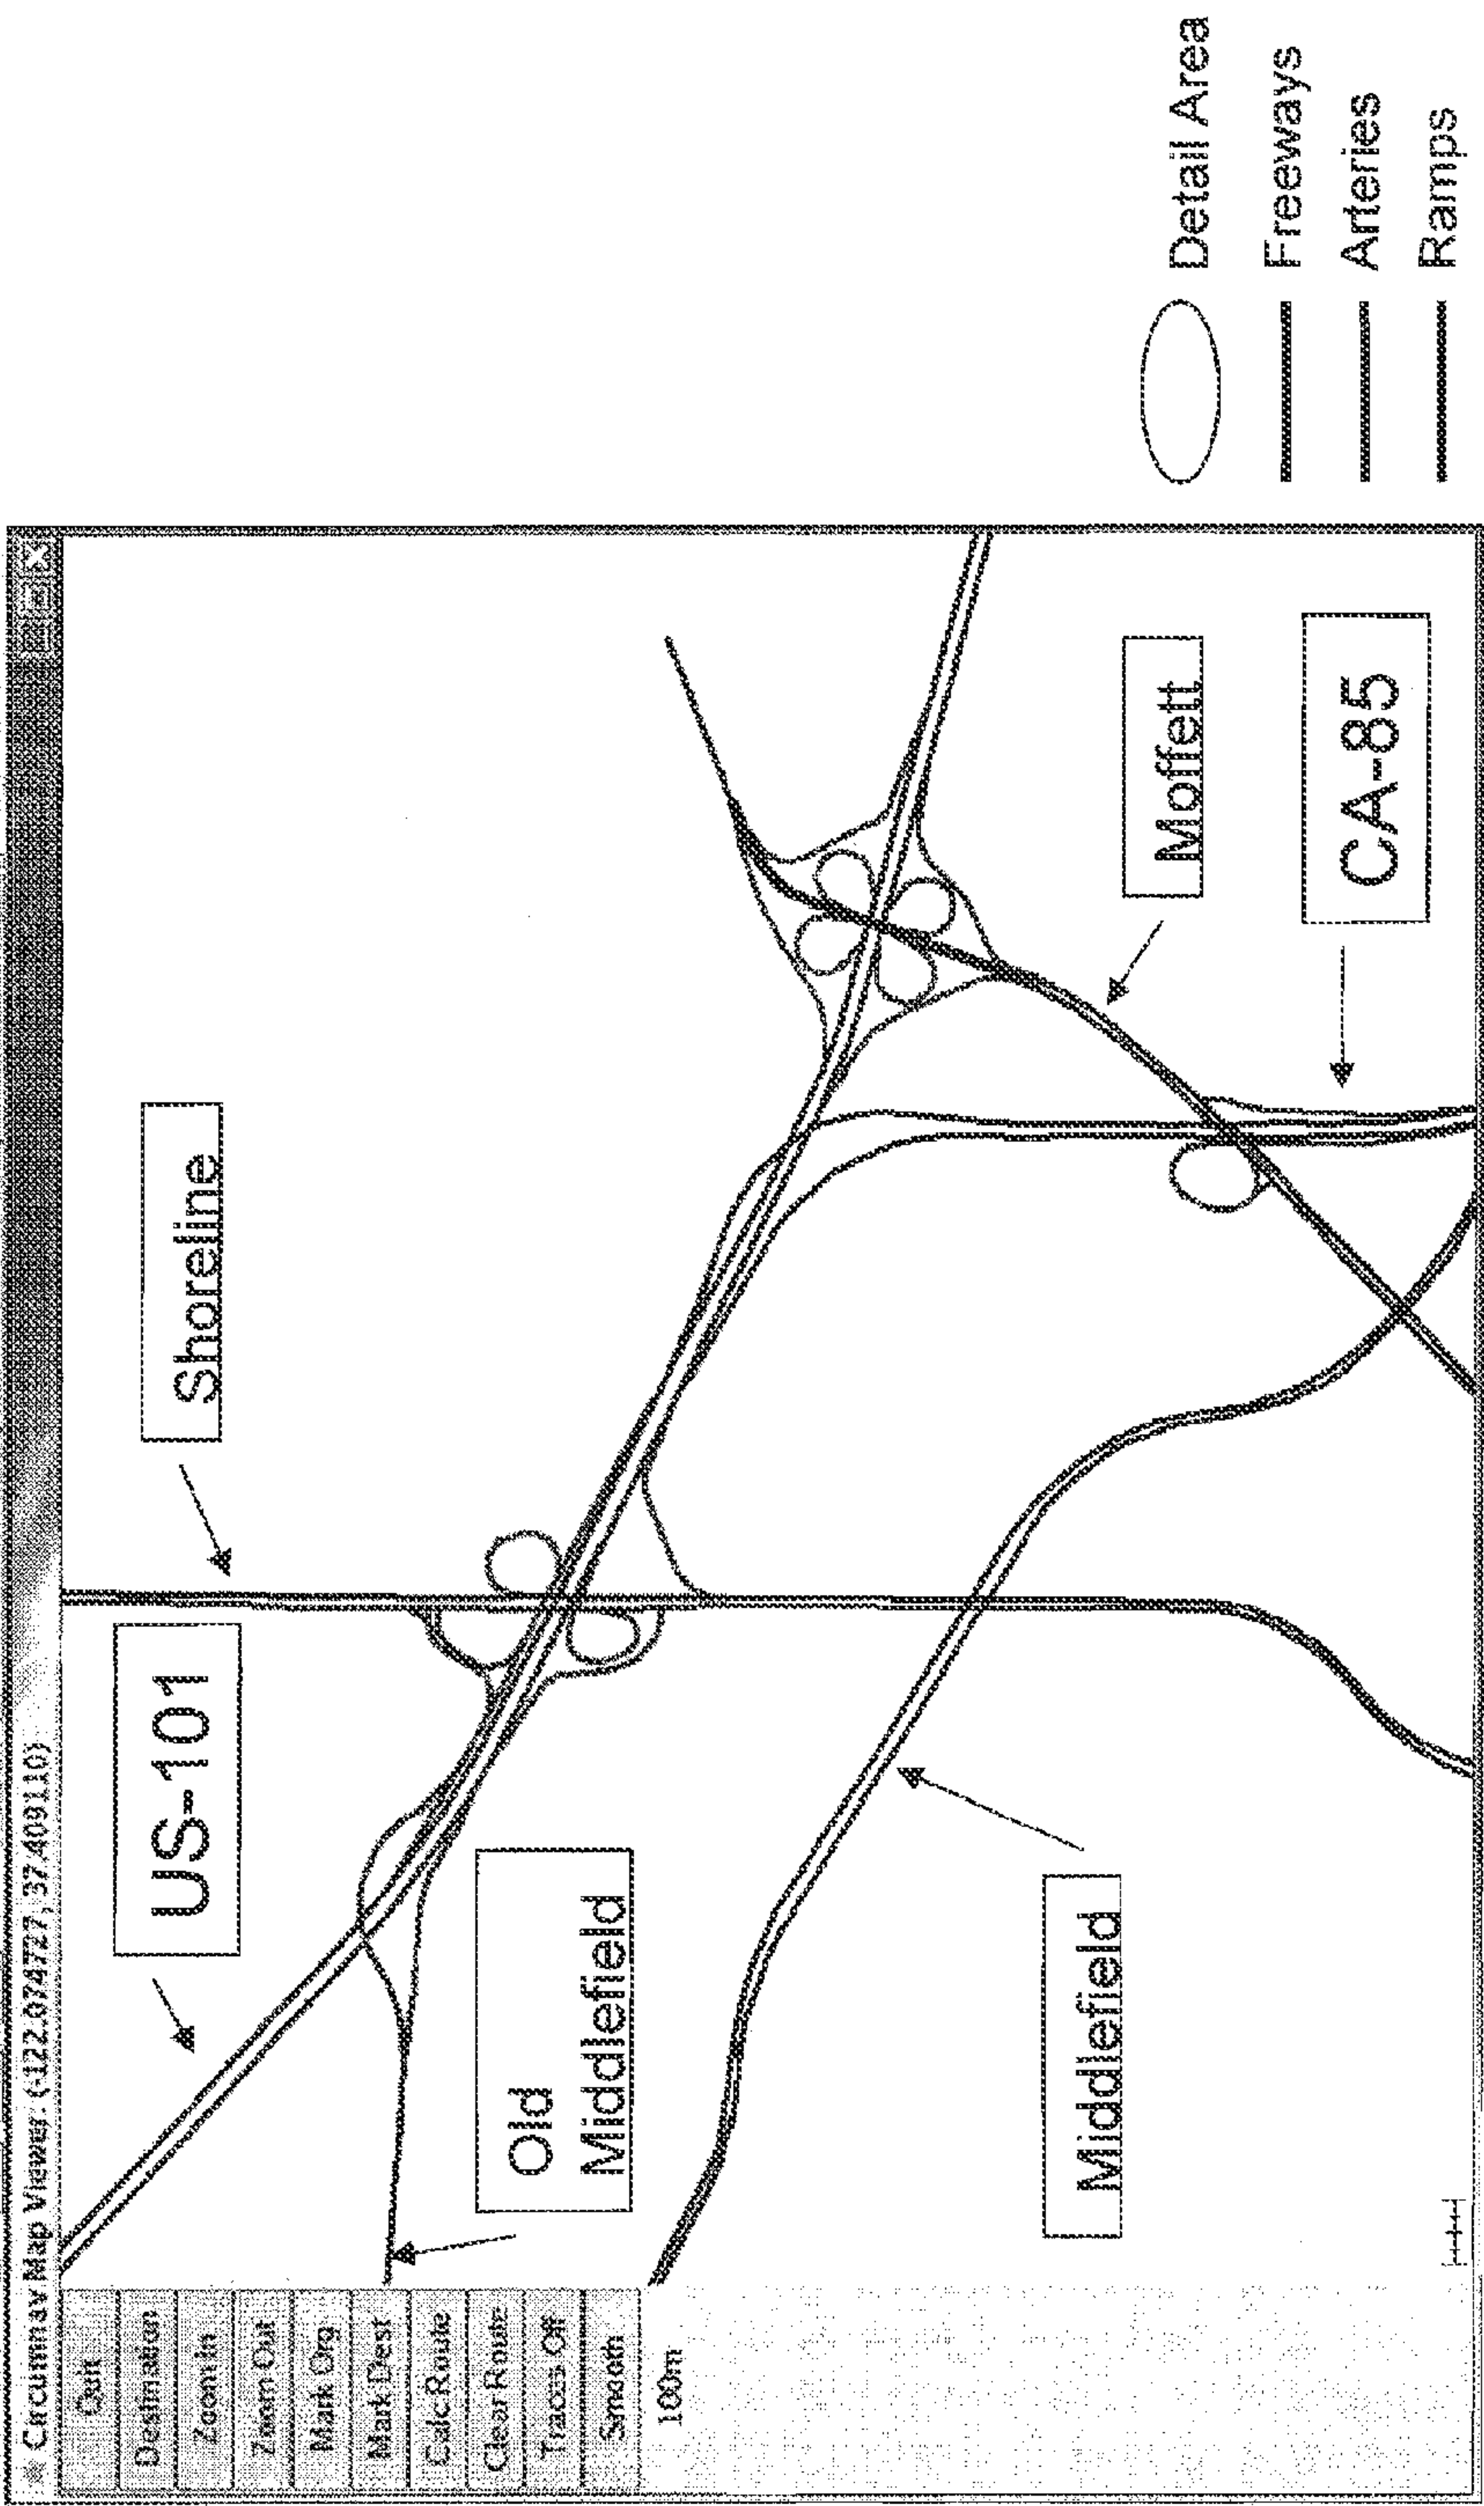 Circumnav Map Viewer: (-122.074727, 37.409110)
Quit
Destination
Zoom In
Zoom Out
Mark Org
Mark Dest
Calc Route
Clear Route
Traces Off
Smooth
100m
US-101
Shoreline
Old
Middlefield
Middlefield
Moffett
CA-85
Detail Area
Freeways
Arteries
Ramps